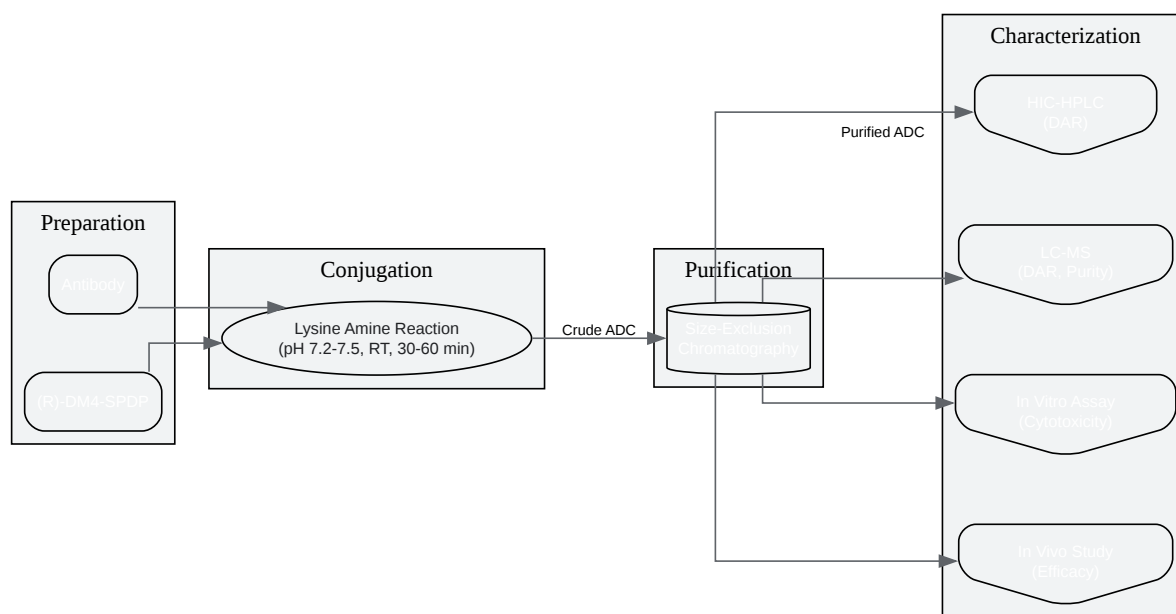 Preparation
Antibody
(R)-DM4-SPDP
Conjugation
Lysine Amine Reaction
(pH 7.2-7.5, RT, 30-60 min)
Crude ADC
Purification
Size-Exclusion
Chromatography
Purified ADC
Characterization
HIC-HPLC
(DAR)
LC-MS
(DAR, Purity)
In Vitro Assay
(Cytotoxicity)
In Vivo Study
(Efficacy)